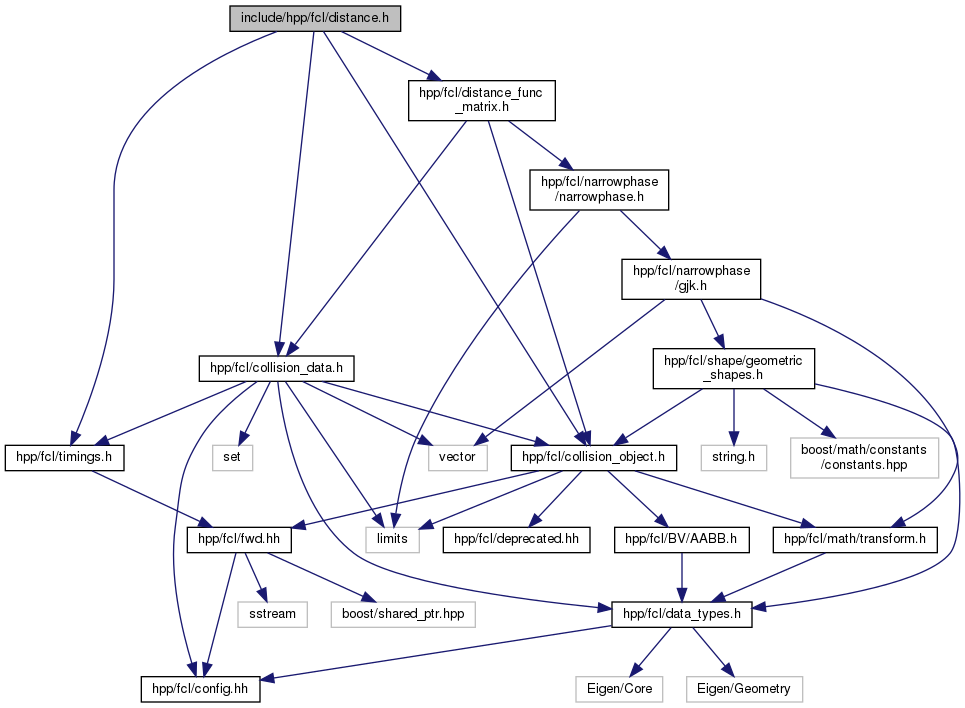 include/hpp/fcl/distance.h
hpp/fcl/distance_func
_matrix.h
hpp/fcl/narrowphase
/narrowphase.h
hpp/fcl/narrowphase
/gjk.h
hpp/fcl/collision_data.h
hpp/fcl/shape/geometric
_shapes.h
hpp/fcl/timings.h
set
vector
hpp/fcl/collision_object.h
string.h
boost/math/constants
/constants.hpp
hpp/fcl/fwd.hh
limits
hpp/fcl/deprecated.hh
hpp/fcl/BV/AABB.h
hpp/fcl/math/transform.h
sstream
boost/shared_ptr.hpp
hpp/fcl/data_types.h
hpp/fcl/config.hh
Eigen/Core
Eigen/Geometry